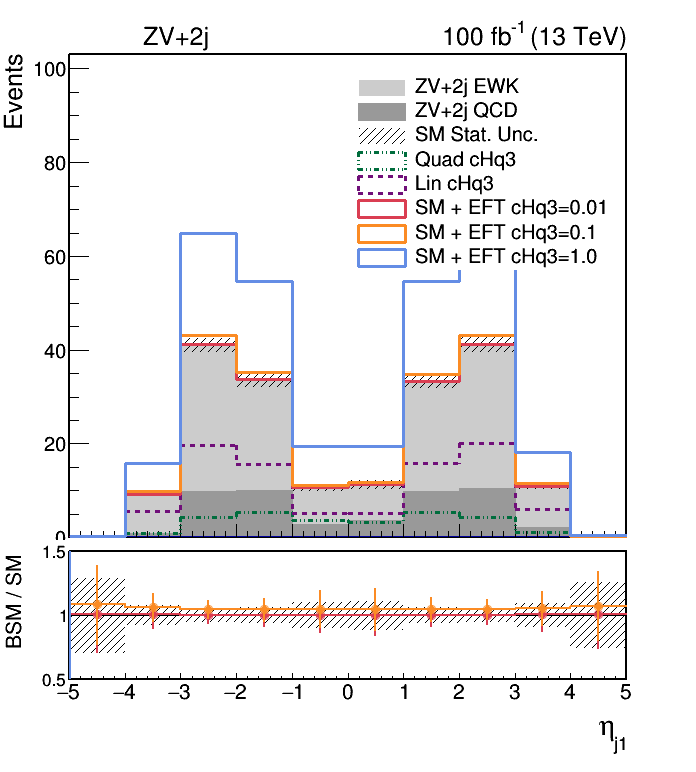 ZV+2j 100 fb⁻¹ (13 TeV)
Events
100
80
60
40
20
0
ZV+2j EWK
ZV+2j QCD
SM Stat. Unc.
Quad cHq3
Lin cHq3
SM + EFT cHq3=0.01
SM + EFT cHq3=0.1
SM + EFT cHq3=1.0
BSM / SM
1.5
1
0.5
−5 −4 −3 −2 −1 0 1 2 3 4 5
η_j1